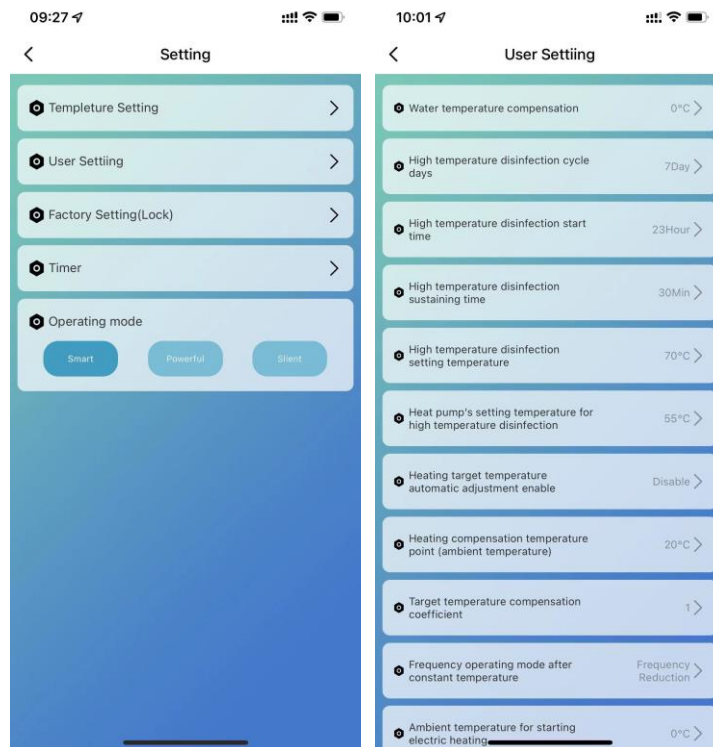 09:27
Setting
Templeture Setting
User Settiing
Factory Setting(Lock)
Timer
Operating mode
Smart
Powerful
Slient
10:01
User Settiing
Water temperature compensation
0°C
High temperature disinfection cycle
days
7Day
High temperature disinfection start
time
23Hour
High temperature disinfection
sustaining time
30Min
High temperature disinfection
setting temperature
70°C
Heat pump's setting temperature for
high temperature disinfection
55°C
Heating target temperature
automatic adjustment enable
Disable
Heating compensation temperature
point (ambient temperature)
20°C
Target temperature compensation
coefficient
1
Frequency operating mode after
constant temperature
Frequency
Reduction
Ambient temperature for starting
electric heating
0°C